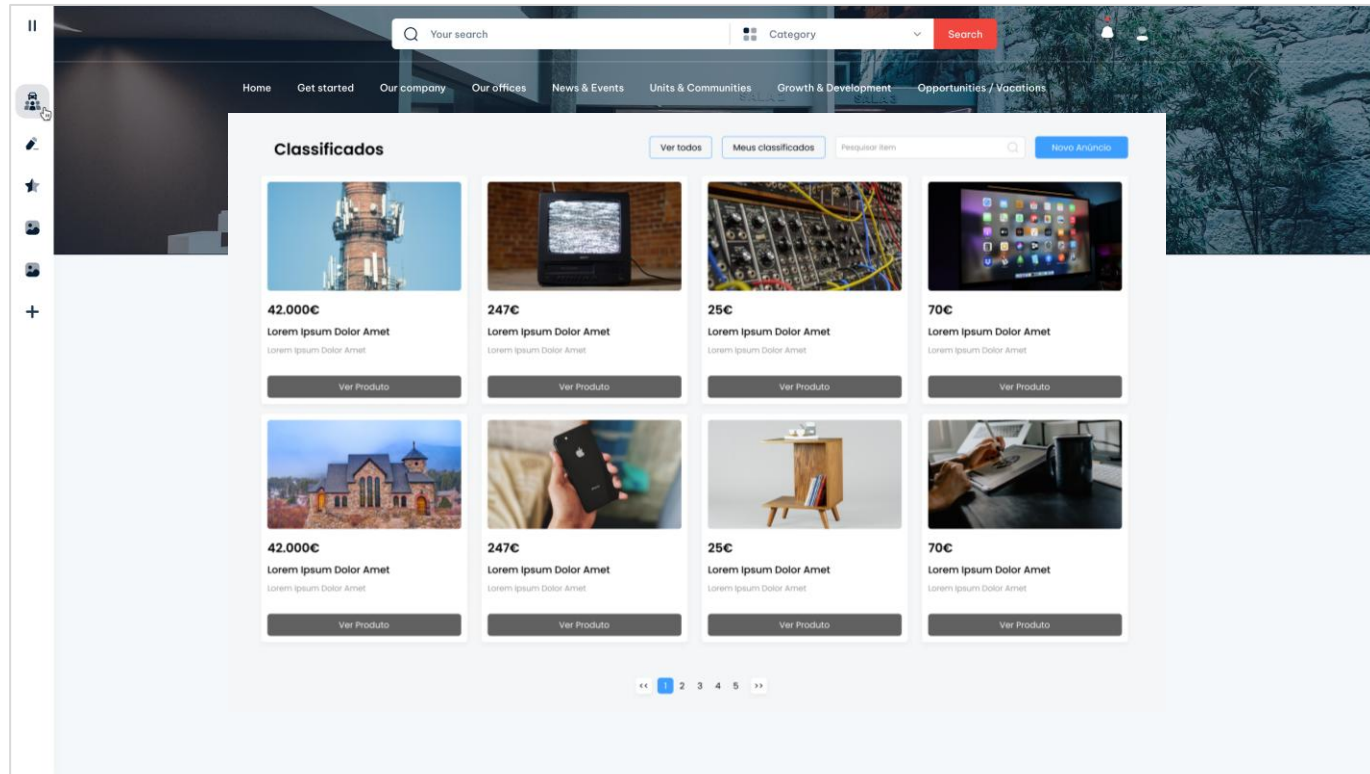 Your search Category Search
Home Get started Our company Our offices News & Events Units & Communities Growth & Development Opportunities / Vacations
Classificados Ver todos Meus classificados Pesquisar item Novo Anúncio
42.000€ 247€ 25€ 70€
Lorem Ipsum Dolor Amet Lorem Ipsum Dolor Amet Lorem Ipsum Dolor Amet Lorem Ipsum Dolor Amet
Lorem Ipsum Dolor Amet Lorem Ipsum Dolor Amet Lorem Ipsum Dolor Amet Lorem Ipsum Dolor Amet
Ver Produto Ver Produto Ver Produto Ver Produto
42.000€ 247€ 25€ 70€
Lorem Ipsum Dolor Amet Lorem Ipsum Dolor Amet Lorem Ipsum Dolor Amet Lorem Ipsum Dolor Amet
Lorem Ipsum Dolor Amet Lorem Ipsum Dolor Amet Lorem Ipsum Dolor Amet Lorem Ipsum Dolor Amet
Ver Produto Ver Produto Ver Produto Ver Produto
<< 1 2 3 4 5 >>